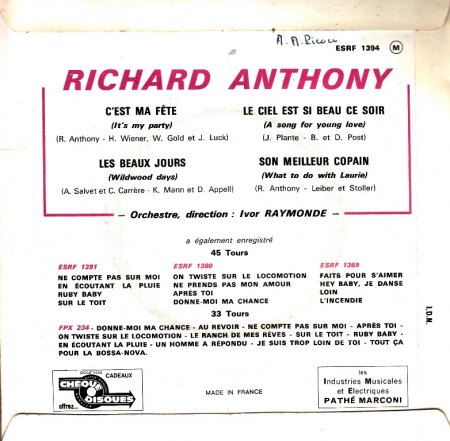 A. A. Picaco
ESRF 1394 M
RICHARD ANTHONY
C'EST MA FÊTE
(It's my party)
(R. Anthony - H. Wiener, W. Gold et J. Luck)
LE CIEL EST SI BEAU CE SOIR
(A song for young love)
(J. Plante - B. et D. Post)
LES BEAUX JOURS
(Wildwood days)
(A. Salvet et C. Carrère - K. Mann et D. Appell)
SON MEILLEUR COPAIN
(What to do with Laurie)
(R. Anthony - Leiber et Stoller)
— Orchestre, direction : Ivor RAYMONDE —
a également enregistré
45 Tours
ESRF 1391
NE COMPTE PAS SUR MOI
EN ÉCOUTANT LA PLUIE
RUBY BABY
SUR LE TOIT
ESRF 1380
ON TWISTE SUR LE LOCOMOTION
NE PRENDS PAS MON AMOUR
APRÈS TOI
DONNE-MOI MA CHANCE
ESRF 1369
FAITS POUR S'AIMER
HEY BABY, JE DANSE
LOIN
L'INCENDIE
33 Tours
FPX 234 - DONNE-MOI MA CHANCE - AU REVOIR - NE COMPTE PAS SUR MOI - APRÈS TOI -
ON TWISTE SUR LE LOCOMOTION - LE RANCH DE MES RÊVES - SUR LE TOIT - RUBY BABY -
EN ÉCOUTANT LA PLUIE - UN HOMME A RÉPONDU - JE SUIS TROP LOIN DE TOI - TOUT ÇA
POUR LA BOSSA-NOVA.
I.D.N.
POUR VOS
CADEAUX
CHÈQUE
DISQUES
offrez...
MADE IN FRANCE
les
Industries Musicales
et Electriques
PATHÉ MARCONI